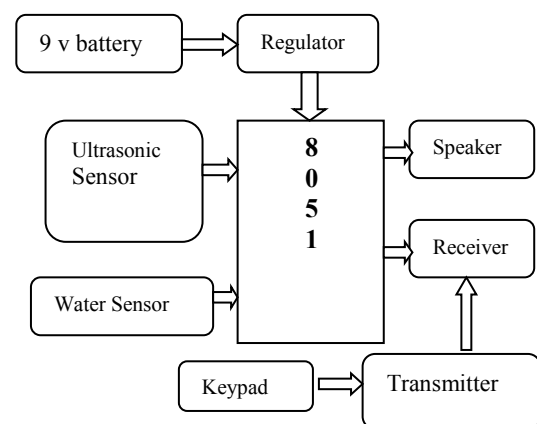 9 v battery
Regulator
Ultrasonic
Sensor
8
0
5
1
Speaker
Receiver
Water Sensor
Keypad
Transmitter